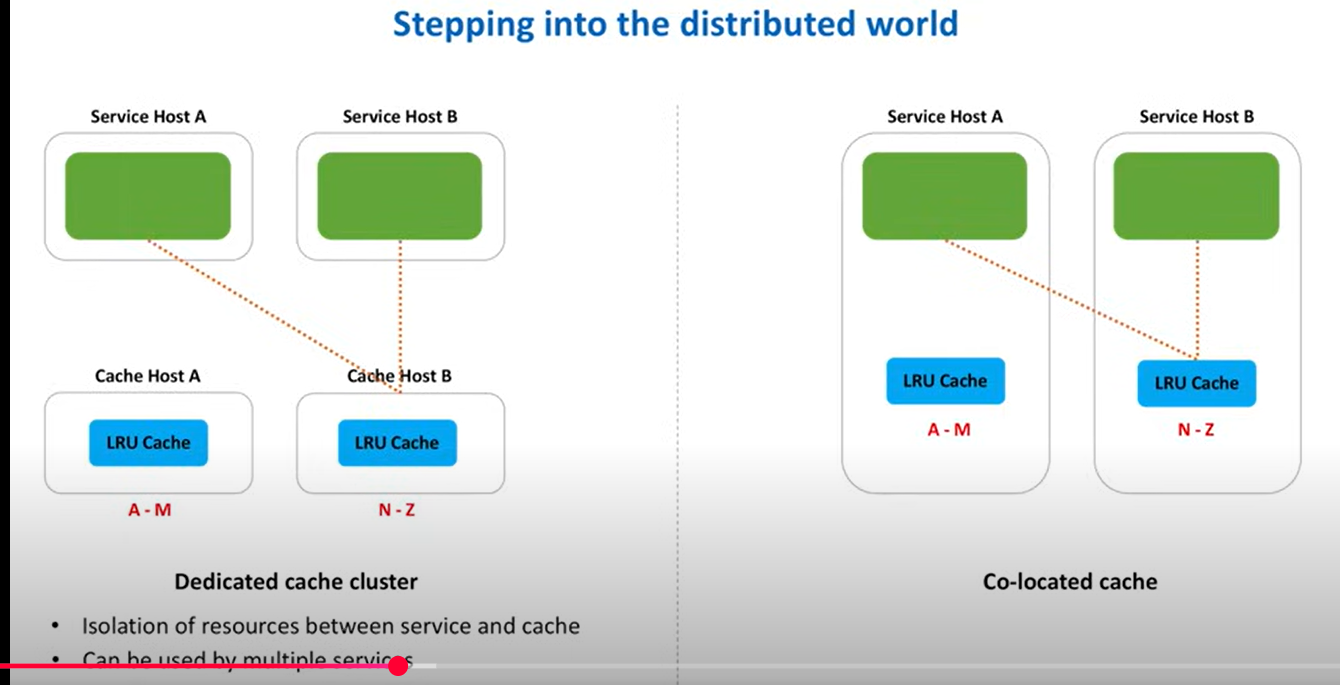 Stepping into the distributed world
Service Host A
Service Host B
Cache Host A
Cache Host B
LRU Cache
LRU Cache
A - M
N - Z
Dedicated cache cluster
• Isolation of resources between service and cache
• Can be used by multiple services
Service Host A
Service Host B
LRU Cache
LRU Cache
A - M
N - Z
Co-located cache